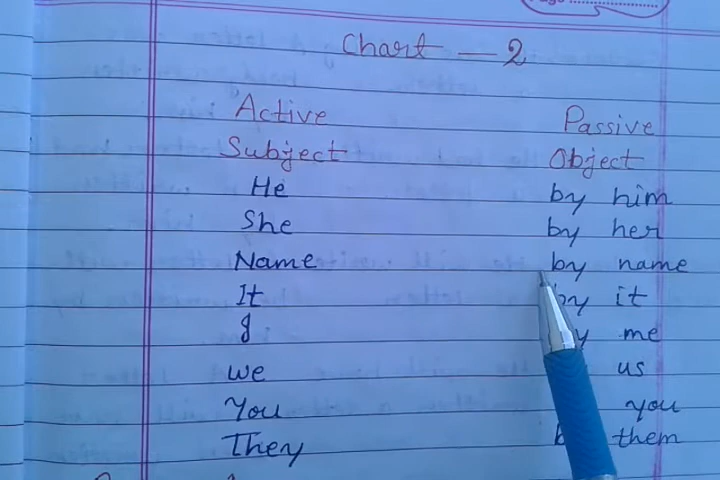 Chart — 2
Active Passive
Subject Object
He by him
She by her
Name by name
It by it
I me
we us
You you
They them